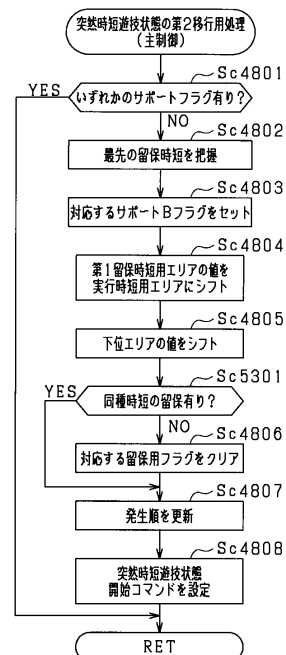 突然時短遊技状態の第2移行用処理
(主制御)
Sc4801
YES
いずれかのサポートフラグ有り?
NO
Sc4802
最先の留保時短を把握
Sc4803
対応するサポートBフラグをセット
Sc4804
第1留保時短用エリアの値を
実行時短用エリアにシフト
Sc4805
下位エリアの値をシフト
Sc5301
YES
同種時短の留保有り?
NO
Sc4806
対応する留保用フラグをクリア
Sc4807
発生順を更新
Sc4808
突然時短遊技状態
開始コマンドを設定
RET